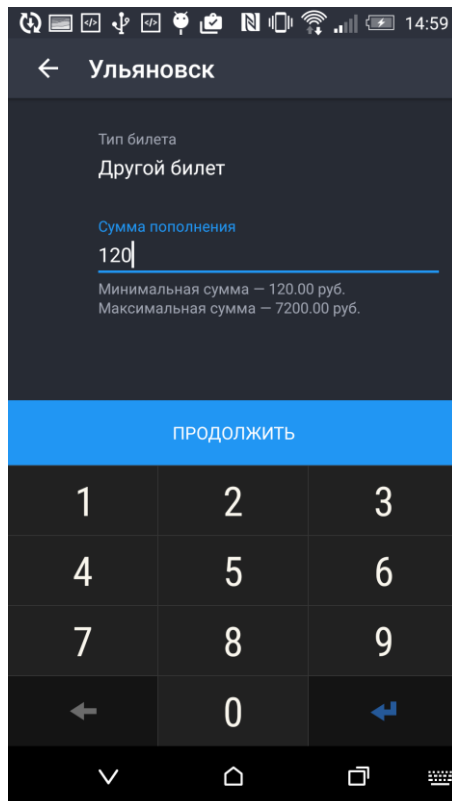 14:59
Ульяновск
Тип билета
Другой билет
Сумма пополнения
120
Минимальная сумма — 120.00 руб.
Максимальная сумма — 7200.00 руб.
ПРОДОЛЖИТЬ
1 2 3
4 5 6
7 8 9
0